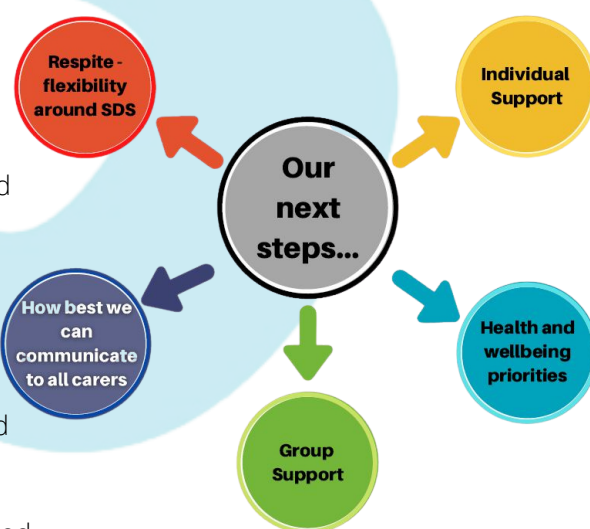 Respite -
flexibility
around SDS
Individual
Support
Our
next
steps...
How best we
can
communicate
to all carers
Health and
wellbeing
priorities
Group
Support